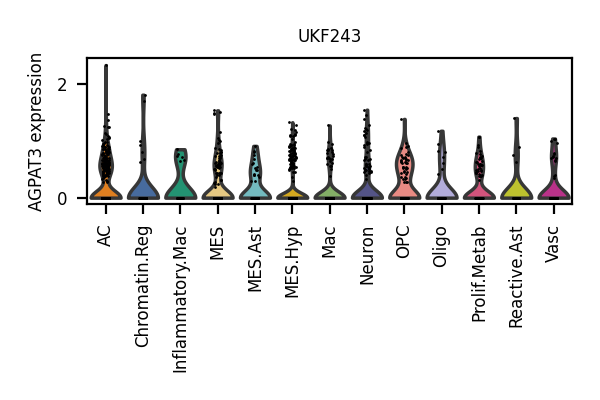 UKF243
AGPAT3 expression
2
0
AC
Chromatin.Reg
Inflammatory.Mac
MES
MES.Ast
MES.Hyp
Mac
Neuron
OPC
Oligo
Prolif.Metab
Reactive.Ast
Vasc